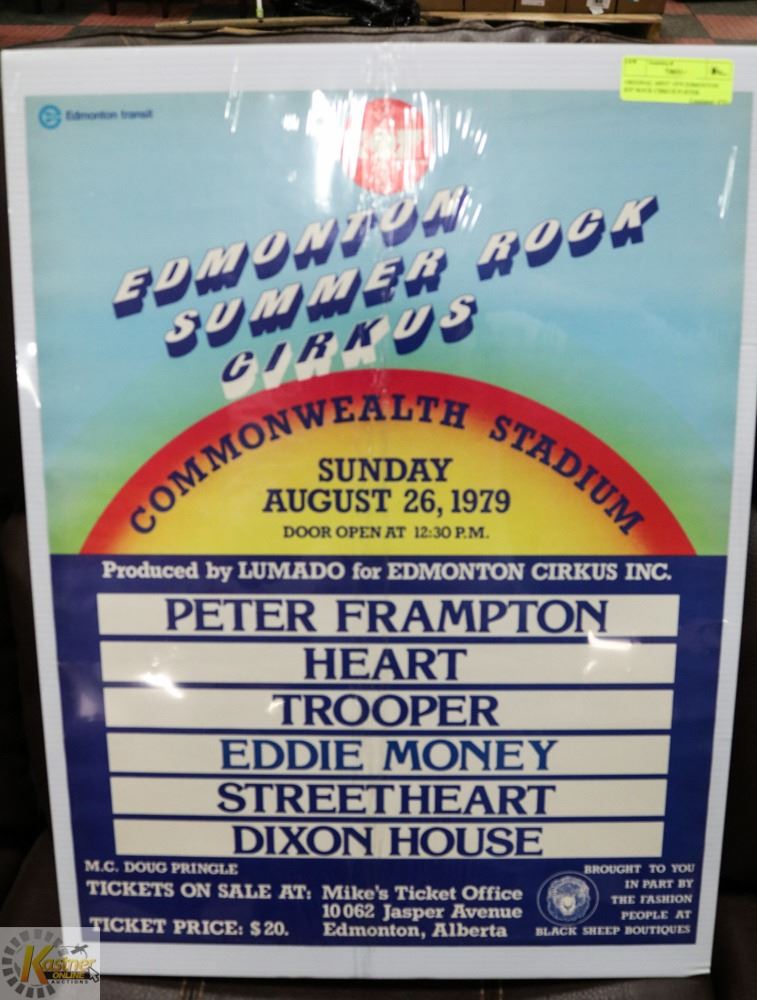 Edmonton transit
EDMONTON
SUMMER ROCK
CIRKUS
COMMONWEALTH STADIUM
SUNDAY
AUGUST 26, 1979
DOOR OPEN AT 12:30 P.M.
Produced by LUMADO for EDMONTON CIRKUS INC.
PETER FRAMPTON
HEART
TROOPER
EDDIE MONEY
STREETHEART
DIXON HOUSE
M.C. DOUG PRINGLE
TICKETS ON SALE AT: Mike's Ticket Office
10062 Jasper Avenue
TICKET PRICE: $20. Edmonton, Alberta
BROUGHT TO YOU
IN PART BY
THE FASHION
PEOPLE AT
BLACK SHEEP BOUTIQUES
Kastner
ONLINE
AUCTIONS